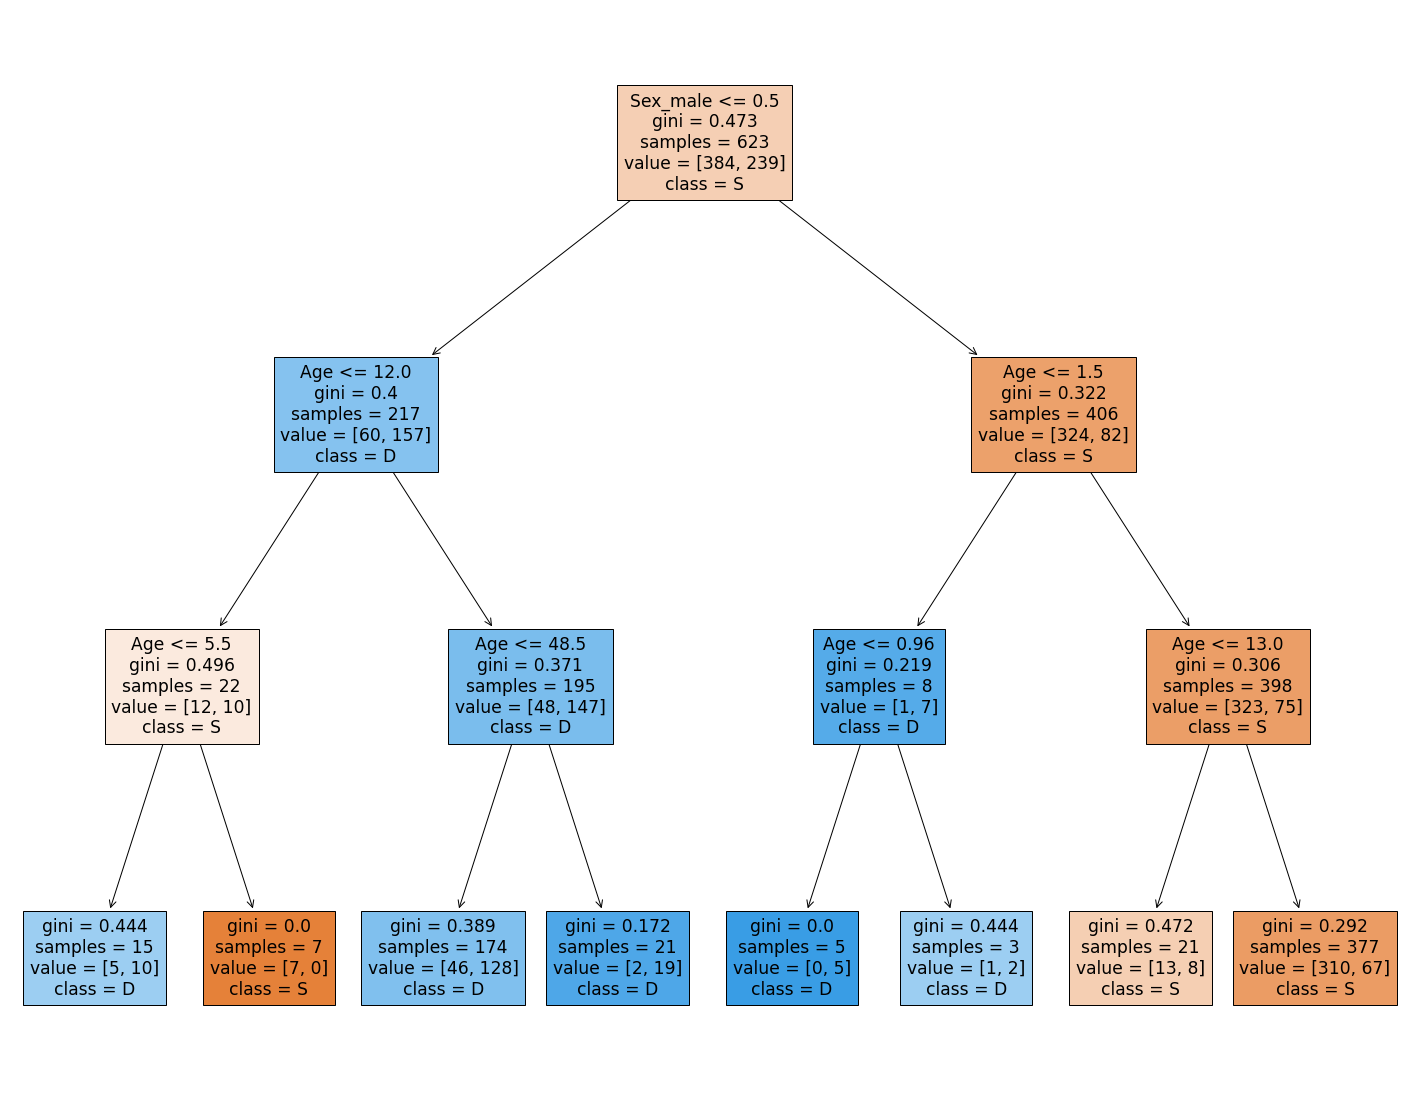 Sex_male <= 0.5
gini = 0.473
samples = 623
value = [384, 239]
class = S
Age <= 12.0
gini = 0.4
samples = 217
value = [60, 157]
class = D
Age <= 1.5
gini = 0.322
samples = 406
value = [324, 82]
class = S
Age <= 5.5
gini = 0.496
samples = 22
value = [12, 10]
class = S
Age <= 48.5
gini = 0.371
samples = 195
value = [48, 147]
class = D
Age <= 0.96
gini = 0.219
samples = 8
value = [1, 7]
class = D
Age <= 13.0
gini = 0.306
samples = 398
value = [323, 75]
class = S
gini = 0.444
samples = 15
value = [5, 10]
class = D
gini = 0.0
samples = 7
value = [7, 0]
class = S
gini = 0.389
samples = 174
value = [46, 128]
class = D
gini = 0.172
samples = 21
value = [2, 19]
class = D
gini = 0.0
samples = 5
value = [0, 5]
class = D
gini = 0.444
samples = 3
value = [1, 2]
class = D
gini = 0.472
samples = 21
value = [13, 8]
class = S
gini = 0.292
samples = 377
value = [310, 67]
class = S